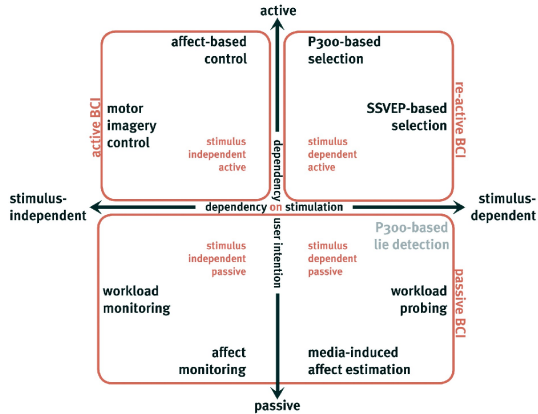 active
affect-based
control
P300-based
selection
motor
imagery
control
SSVEP-based
selection
active BCI
re-active BCI
stimulus
independent
active
stimulus
dependent
active
stimulus-
independent
dependency on stimulation
stimulus-
dependent
dependency
on
user intention
P300-based
lie detection
stimulus
independent
passive
stimulus
dependent
passive
workload
monitoring
workload
probing
passive BCI
affect
monitoring
media-induced
affect estimation
passive